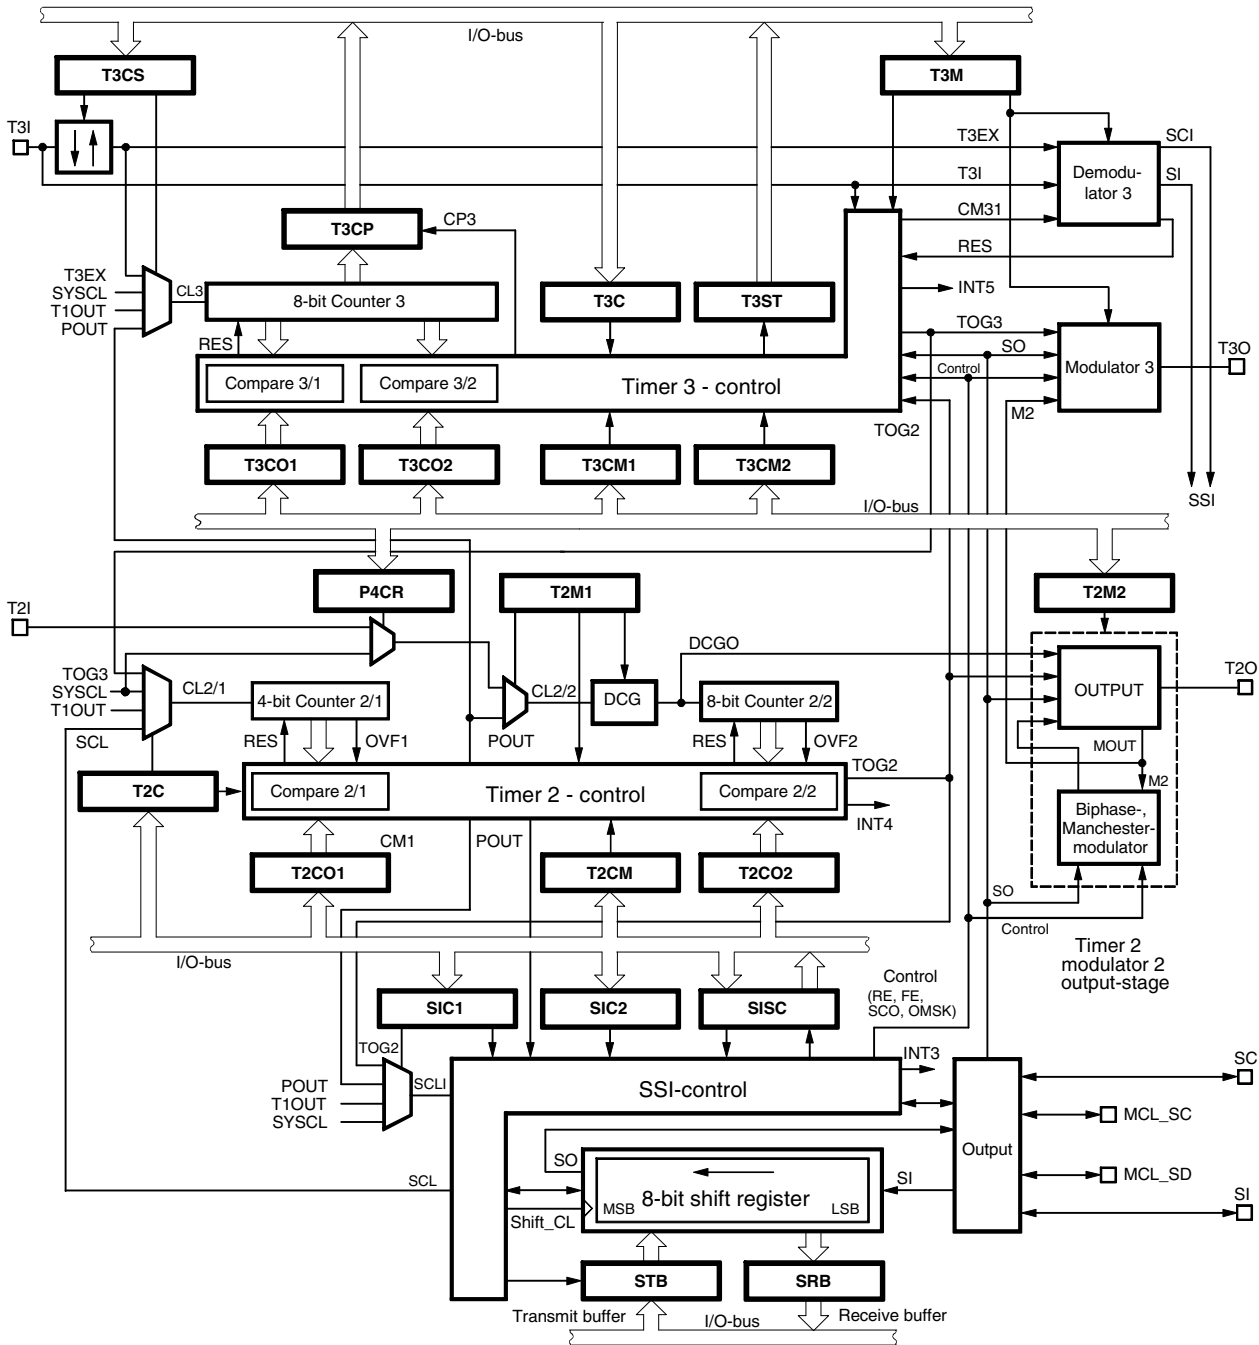 I/O-bus
T3CS
T3M
T3I
T3EX
SCI
T3I
SI
Demodu-
lator 3
CM31
T3CP
CP3
RES
T3EX
SYSCL
T1OUT
POUT
CL3
8-bit Counter 3
T3C
T3ST
INT5
TOG3
RES
SO
Compare 3/1
Compare 3/2
Timer 3 - control
Control
Modulator 3
T3O
M2
TOG2
T3CO1
T3CO2
T3CM1
T3CM2
SSI
I/O-bus
P4CR
T2M1
T2M2
T2I
DCGO
TOG3
SYSCL
T1OUT
SCL
CL2/1
4-bit Counter 2/1
CL2/2
DCG
8-bit Counter 2/2
OUTPUT
T2O
RES
OVF1
POUT
RES
OVF2
MOUT
TOG2
M2
T2C
Compare 2/1
Timer 2 - control
Compare 2/2
INT4
Biphase-,
Manchester-
modulator
CM1
POUT
T2CO1
T2CM
T2CO2
SO
Control
I/O-bus
Timer 2
modulator 2
output-stage
Control
(RE, FE,
SCO, OMSK)
SIC1
SIC2
SISC
TOG2
INT3
POUT
T1OUT
SYSCL
SCLI
SSI-control
SC
MCL_SC
Output
SO
SI
SCL
8-bit shift register
MSB
LSB
Shift_CL
MCL_SD
SI
STB
SRB
Transmit buffer
I/O-bus
Receive buffer